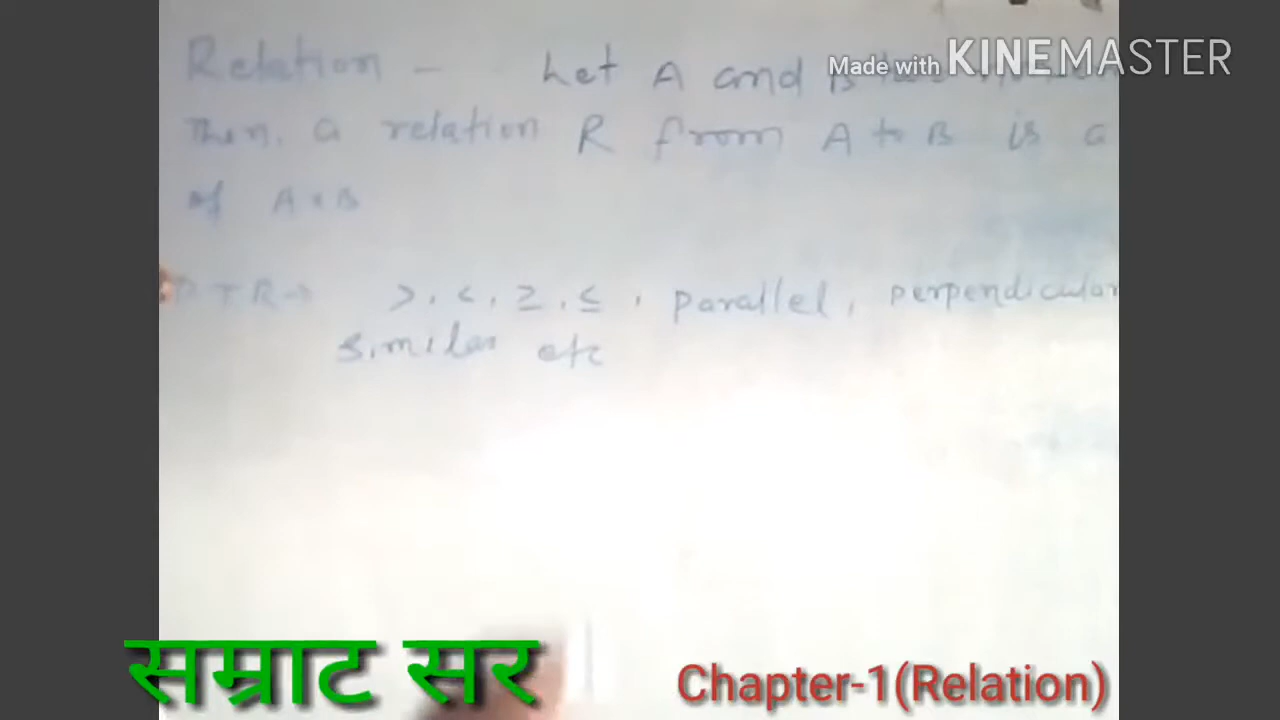 Relation - Let A and B
Made with KINEMASTER
Then, a relation R from A to B is a
of A×B
>, <, ≥, ≤, parallel, perpendicular
similar etc
सम्राट सर
Chapter-1(Relation)